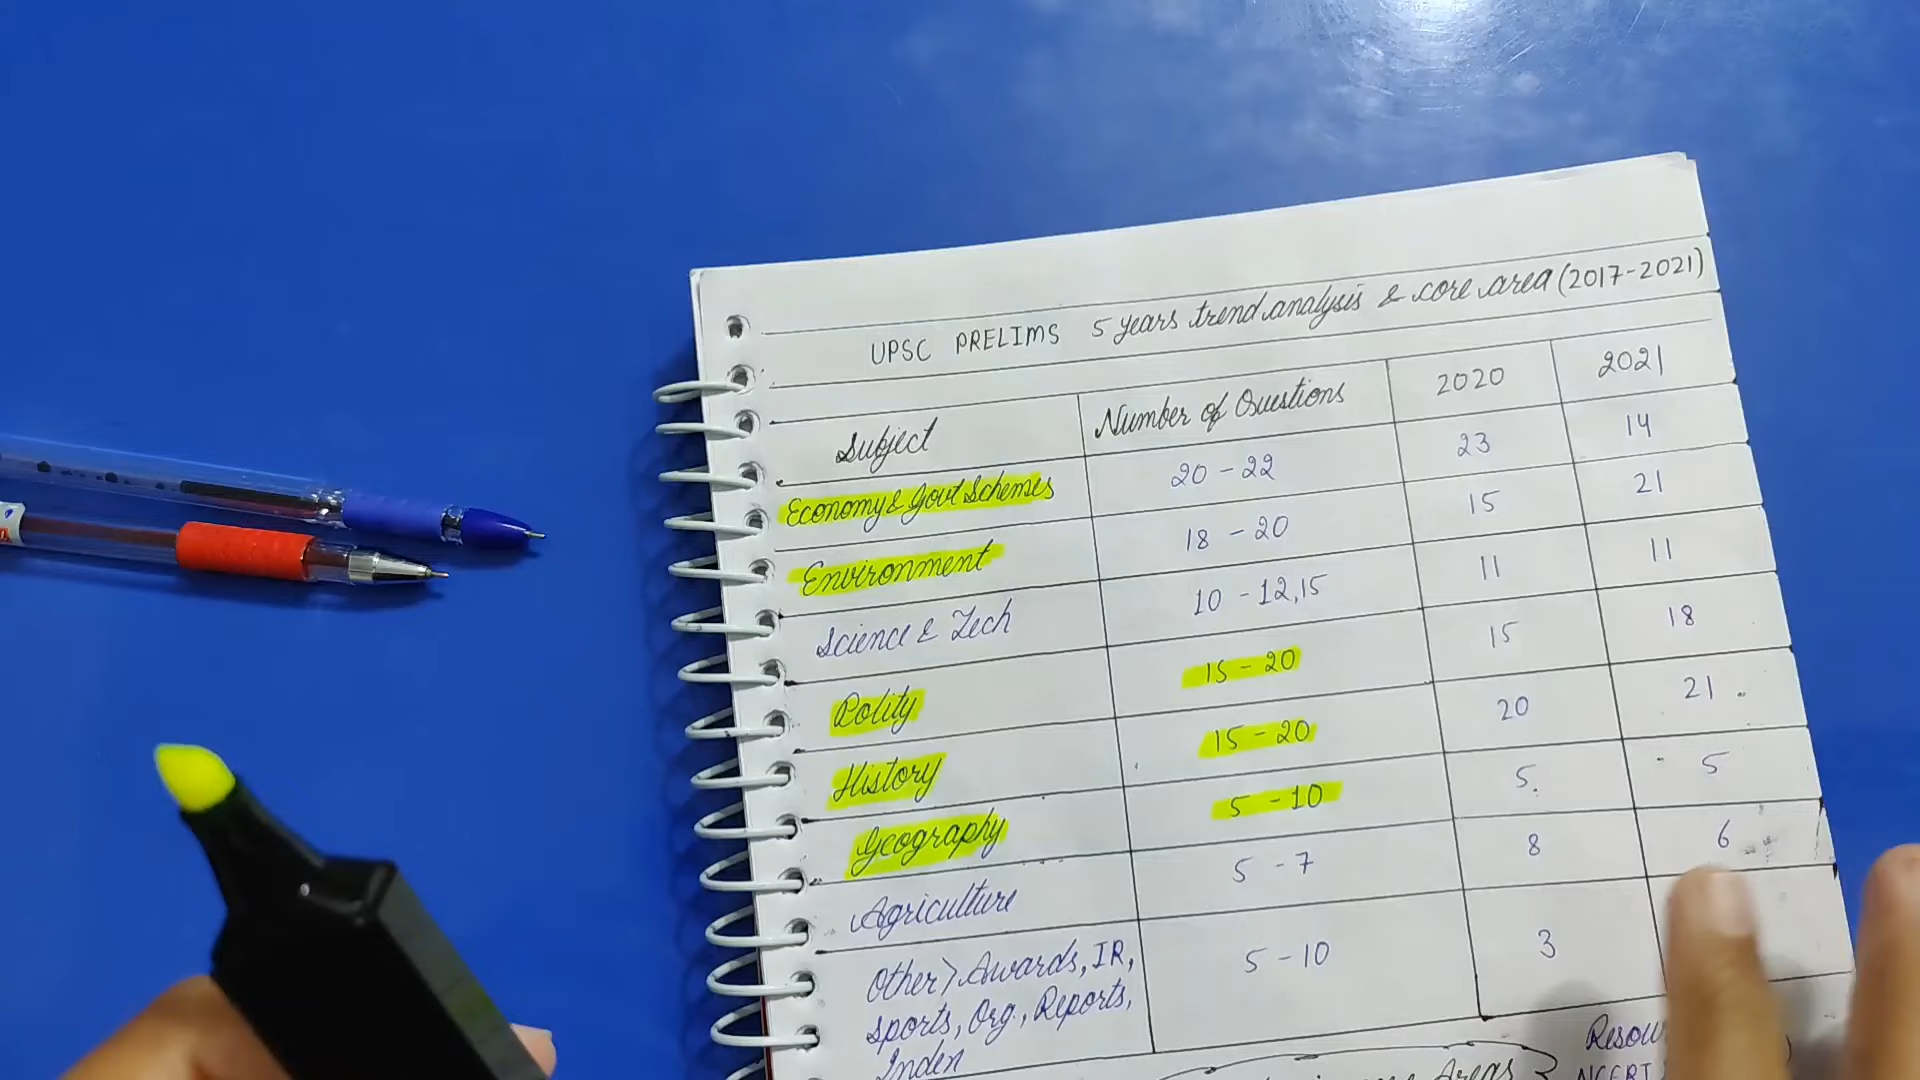 UPSC PRELIMS 5 years trend analysis & core area (2017-2021)
Subject Number of Questions 2020 2021
Economy & Govt Schemes 20 - 22 23 14
Environment 18 - 20 15 21
Science & Tech 10 - 12,15 11 11
Polity 15 - 20 15 18
History 15 - 20 20 21
Geography 5 - 10 5 5
Agriculture 5 - 7 8 6
Other > Awards, IR, 5 - 10 3
Sports, Org., Reports,
Inden
Areas
NCERT